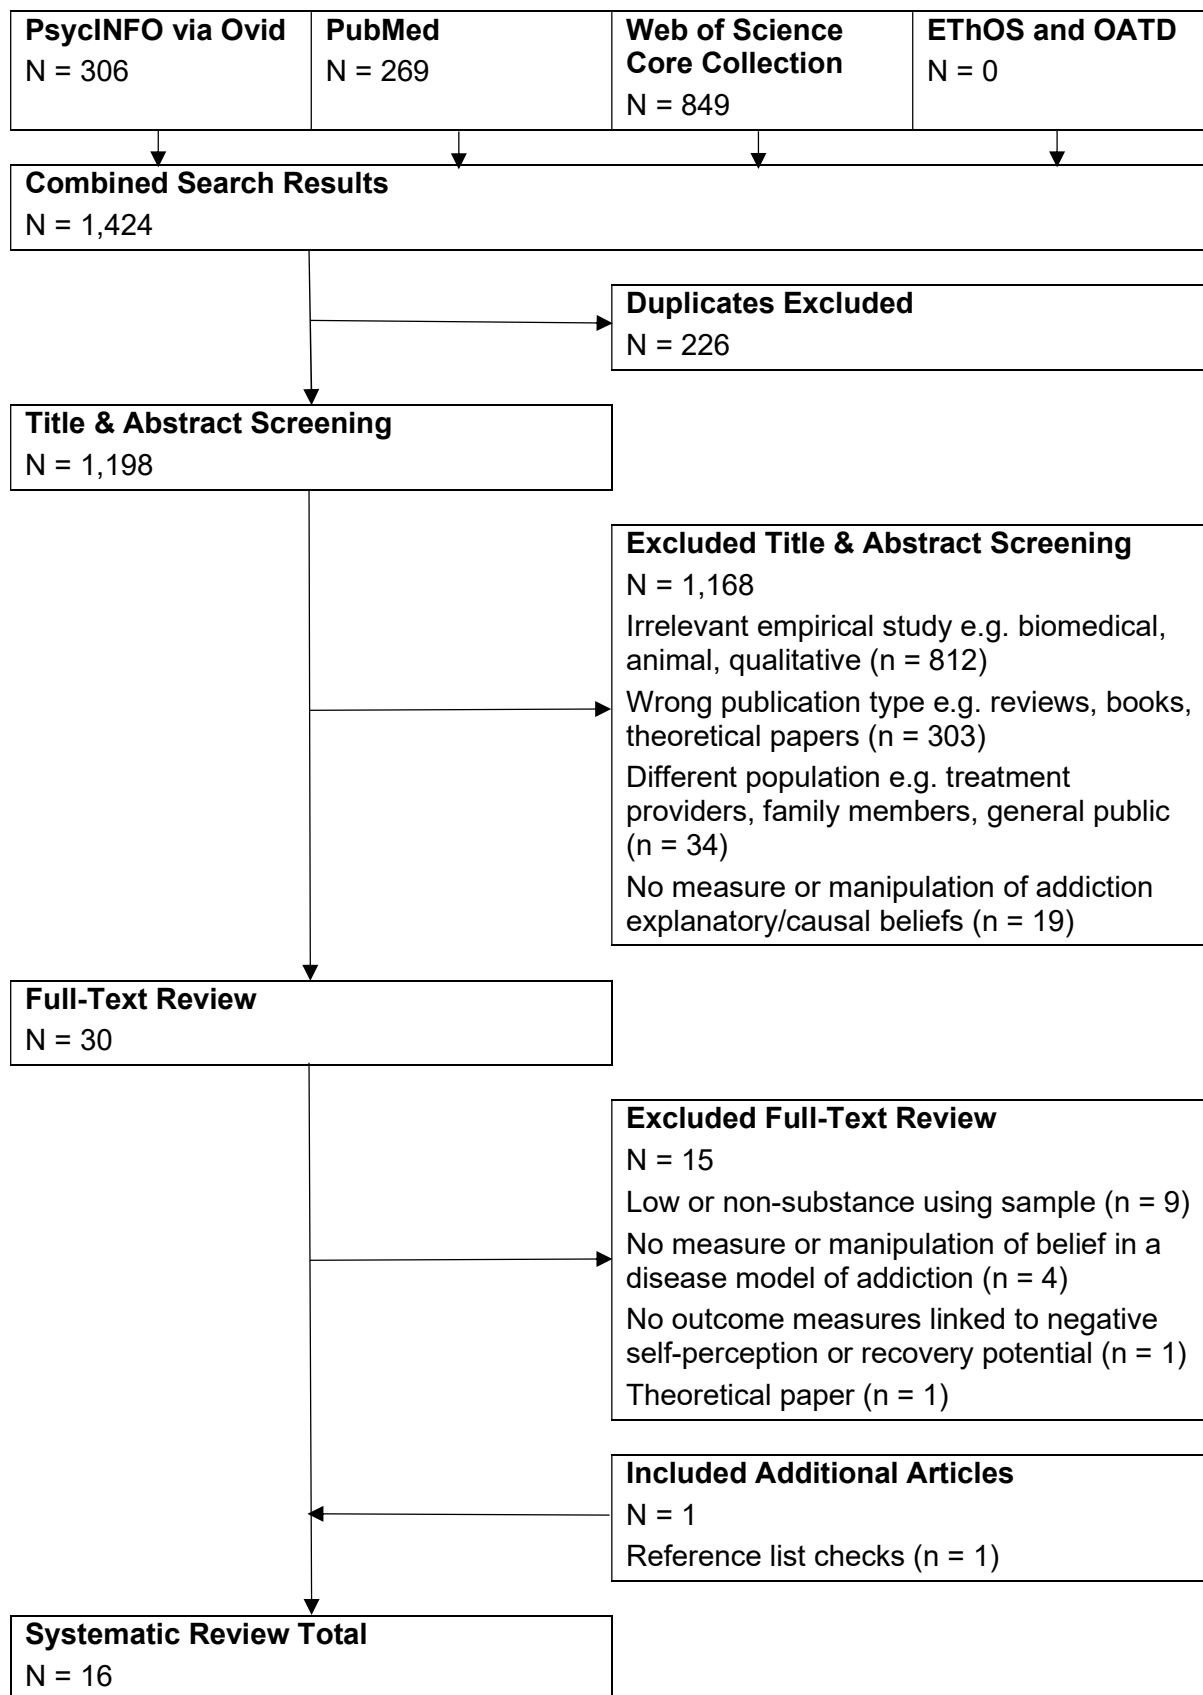 PsycINFO via Ovid
N = 306
PubMed
N = 269
Web of Science
Core Collection
N = 849
EThOS and OATD
N = 0
Combined Search Results
N = 1,424
Duplicates Excluded
N = 226
Title & Abstract Screening
N = 1,198
Excluded Title & Abstract Screening
N = 1,168
Irrelevant empirical study e.g. biomedical,
animal, qualitative (n = 812)
Wrong publication type e.g. reviews, books,
theoretical papers (n = 303)
Different population e.g. treatment
providers, family members, general public
(n = 34)
No measure or manipulation of addiction
explanatory/causal beliefs (n = 19)
Full-Text Review
N = 30
Excluded Full-Text Review
N = 15
Low or non-substance using sample (n = 9)
No measure or manipulation of belief in a
disease model of addiction (n = 4)
No outcome measures linked to negative
self-perception or recovery potential (n = 1)
Theoretical paper (n = 1)
Included Additional Articles
N = 1
Reference list checks (n = 1)
Systematic Review Total
N = 16